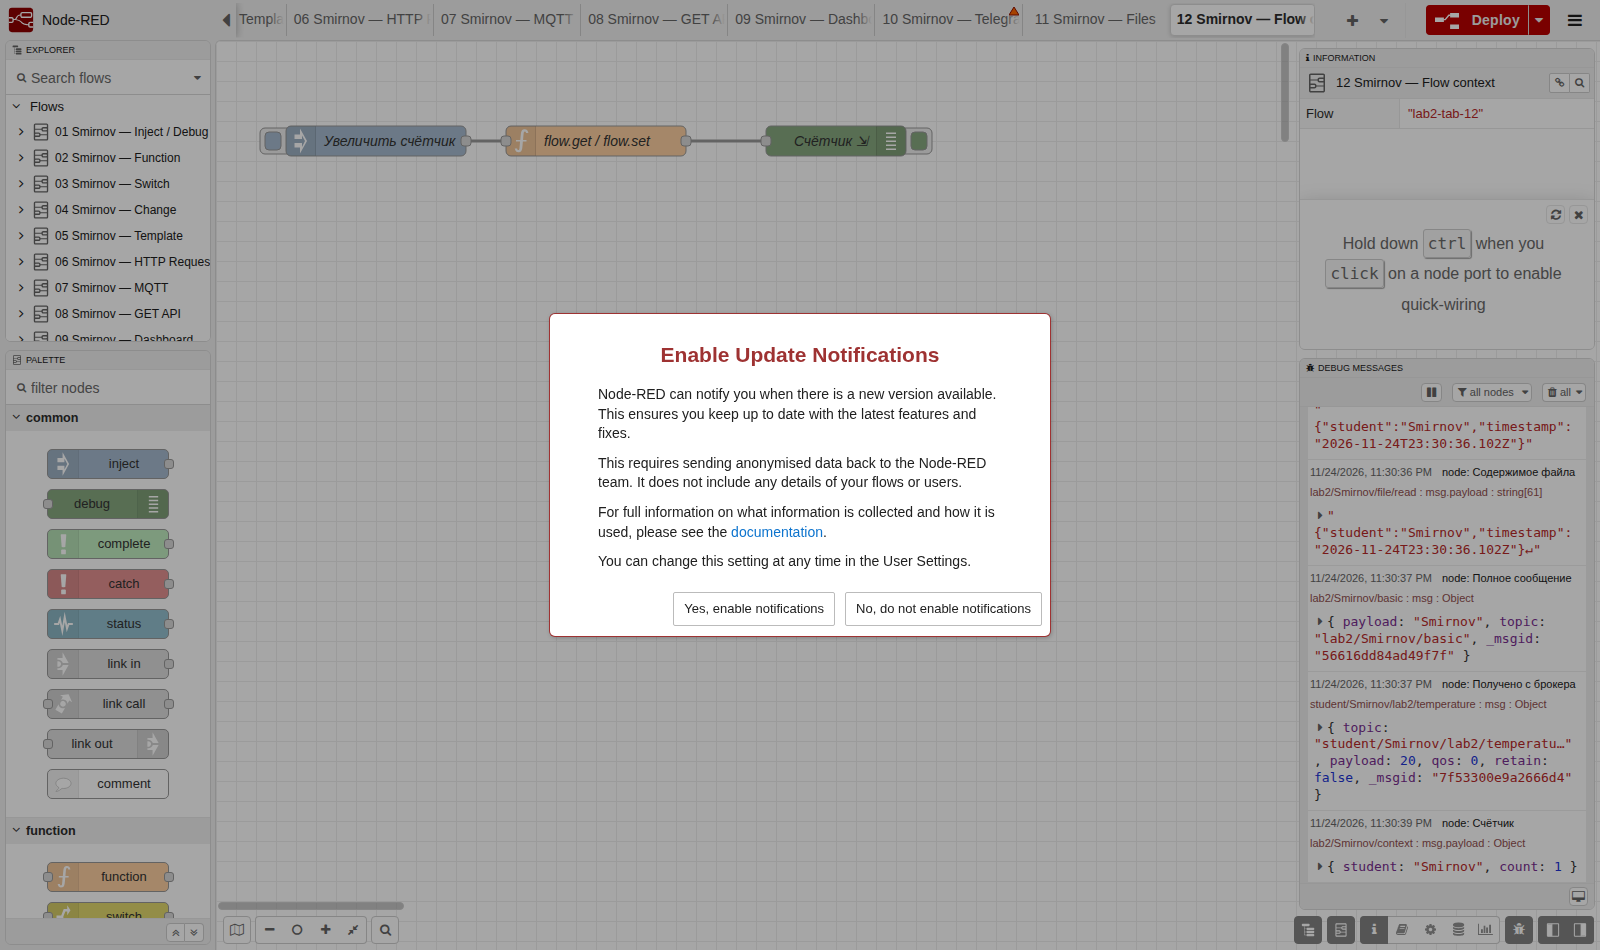 Node-RED
Templa
06 Smirnov — HTTP
07 Smirnov — MQTT
08 Smirnov — GET A
09 Smirnov — Dashb
10 Smirnov — Telegr
11 Smirnov — Files
12 Smirnov — Flow
Deploy
EXPLORER
Search flows
Flows
01 Smirnov — Inject / Debug
02 Smirnov — Function
03 Smirnov — Switch
04 Smirnov — Change
05 Smirnov — Template
06 Smirnov — HTTP Reques
07 Smirnov — MQTT
08 Smirnov — GET API
09 Smirnov — Dashboard
PALETTE
filter nodes
common
inject
debug
complete
catch
status
link in
link call
link out
comment
function
function
switch
Увеличить счётчик
flow.get / flow.set
Счётчик ⇲
Enable Update Notifications
Node-RED can notify you when there is a new version available.
This ensures you keep up to date with the latest features and
fixes.
This requires sending anonymised data back to the Node-RED
team. It does not include any details of your flows or users.
For full information on what information is collected and how it is
used, please see the documentation.
You can change this setting at any time in the User Settings.
Yes, enable notifications
No, do not enable notifications
INFORMATION
12 Smirnov — Flow context
Flow
"lab2-tab-12"
Hold down ctrl when you
click on a node port to enable
quick-wiring
DEBUG MESSAGES
all nodes
all
"
{"student":"Smirnov","timestamp":
"2026-11-24T23:30:36.102Z"}"
11/24/2026, 11:30:36 PM node: Содержимое файла
lab2/Smirnov/file/read : msg.payload : string[61]
"
{"student":"Smirnov","timestamp":
"2026-11-24T23:30:36.102Z"}↵"
11/24/2026, 11:30:37 PM node: Полное сообщение
lab2/Smirnov/basic : msg : Object
{ payload: "Smirnov", topic:
"lab2/Smirnov/basic", _msgid:
"56616dd84ad49f7f" }
11/24/2026, 11:30:37 PM node: Получено с брокера
student/Smirnov/lab2/temperature : msg : Object
{ topic:
"student/Smirnov/lab2/temperatu…"
, payload: 20, qos: 0, retain:
false, _msgid: "7f53300e9a2666d4"
}
11/24/2026, 11:30:39 PM node: Счётчик
lab2/Smirnov/context : msg.payload : Object
{ student: "Smirnov", count: 1 }